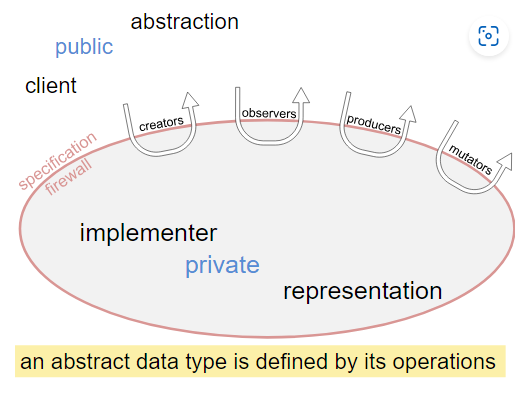 abstraction
public
client
creators
observers
producers
mutators
specification
firewall
implementer
private
representation
an abstract data type is defined by its operations